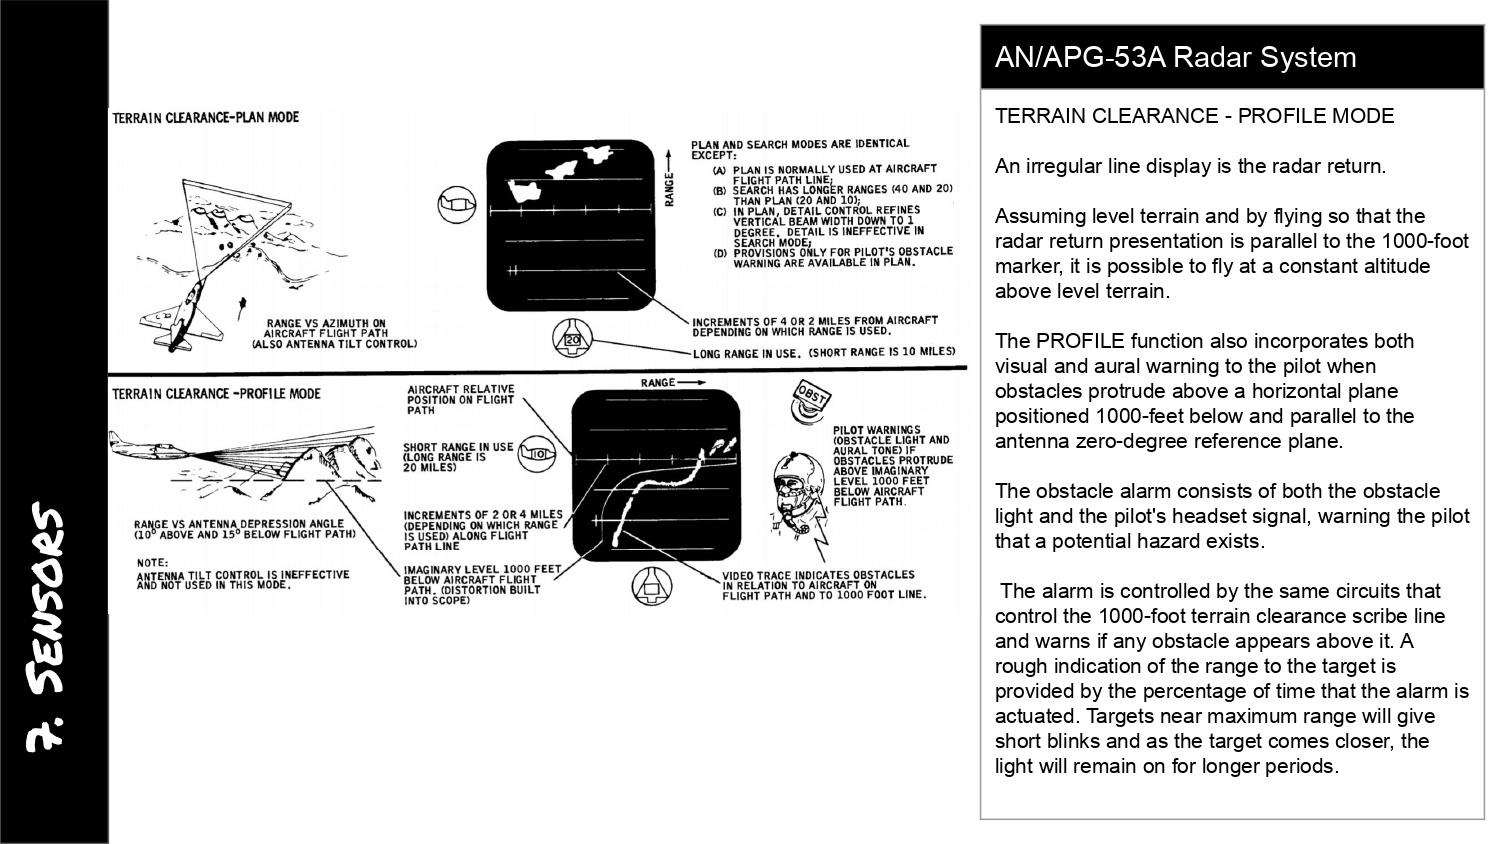 7. SENSORS
TERRAIN CLEARANCE-PLAN MODE
PLAN AND SEARCH MODES ARE IDENTICAL
EXCEPT:
(A) PLAN IS NORMALLY USED AT AIRCRAFT
FLIGHT PATH LINE;
(B) SEARCH HAS LONGER RANGES (40 AND 20)
THAN PLAN (20 AND 10);
(C) IN PLAN, DETAIL CONTROL REFINES
VERTICAL BEAM WIDTH DOWN TO 1
DEGREE. DETAIL IS INEFFECTIVE IN
SEARCH MODE;
(D) PROVISIONS ONLY FOR PILOT'S OBSTACLE
WARNING ARE AVAILABLE IN PLAN.
RANGE
RANGE VS AZIMUTH ON
AIRCRAFT FLIGHT PATH
(ALSO ANTENNA TILT CONTROL)
20
INCREMENTS OF 4 OR 2 MILES FROM AIRCRAFT
DEPENDING ON WHICH RANGE IS USED.
LONG RANGE IN USE. (SHORT RANGE IS 10 MILES)
TERRAIN CLEARANCE -PROFILE MODE
AIRCRAFT RELATIVE
POSITION ON FLIGHT
PATH
RANGE
OBST
SHORT RANGE IN USE
(LONG RANGE IS
20 MILES)
10
PILOT WARNINGS
(OBSTACLE LIGHT AND
AURAL TONE) IF
OBSTACLES PROTRUDE
ABOVE IMAGINARY
LEVEL 1000 FEET
BELOW AIRCRAFT
FLIGHT PATH.
RANGE VS ANTENNA DEPRESSION ANGLE
(10° ABOVE AND 15° BELOW FLIGHT PATH)
INCREMENTS OF 2 OR 4 MILES
(DEPENDING ON WHICH RANGE
IS USED) ALONG FLIGHT
PATH LINE
NOTE:
ANTENNA TILT CONTROL IS INEFFECTIVE
AND NOT USED IN THIS MODE.
IMAGINARY LEVEL 1000 FEET
BELOW AIRCRAFT FLIGHT
PATH. (DISTORTION BUILT
INTO SCOPE)
VIDEO TRACE INDICATES OBSTACLES
IN RELATION TO AIRCRAFT ON
FLIGHT PATH AND TO 1000 FOOT LINE.
AN/APG-53A Radar System
TERRAIN CLEARANCE - PROFILE MODE
An irregular line display is the radar return.
Assuming level terrain and by flying so that the
radar return presentation is parallel to the 1000-foot
marker, it is possible to fly at a constant altitude
above level terrain.
The PROFILE function also incorporates both
visual and aural warning to the pilot when
obstacles protrude above a horizontal plane
positioned 1000-feet below and parallel to the
antenna zero-degree reference plane.
The obstacle alarm consists of both the obstacle
light and the pilot's headset signal, warning the pilot
that a potential hazard exists.
The alarm is controlled by the same circuits that
control the 1000-foot terrain clearance scribe line
and warns if any obstacle appears above it. A
rough indication of the range to the target is
provided by the percentage of time that the alarm is
actuated. Targets near maximum range will give
short blinks and as the target comes closer, the
light will remain on for longer periods.